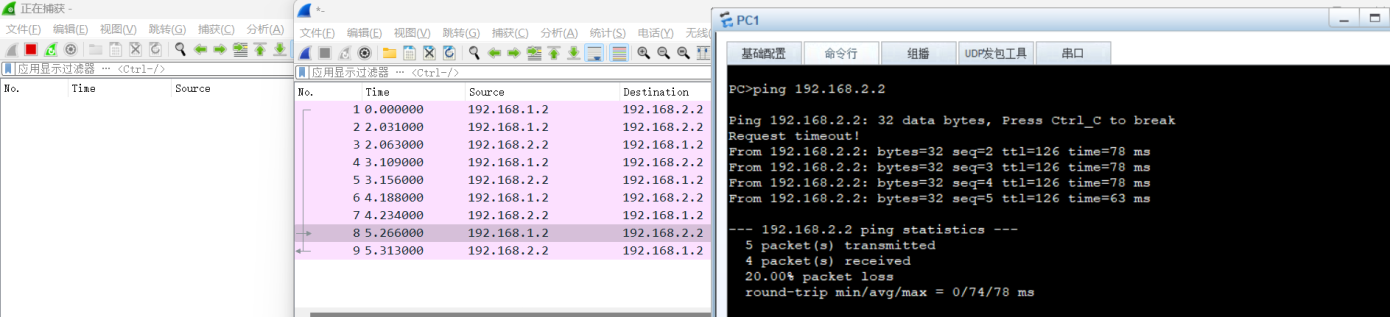 正在捕获 -
文件(F) 编辑(E) 视图(V) 跳转(G) 捕获(C) 分析(A)
应用显示过滤器 … <Ctrl-/>
No. Time Source
*-
文件(F) 编辑(E) 视图(V) 跳转(G) 捕获(C) 分析(A) 统计(S) 电话(Y) 无线
应用显示过滤器 … <Ctrl-/>
No. Time Source Destination
1 0.000000 192.168.1.2 192.168.2.2
2 2.031000 192.168.1.2 192.168.2.2
3 2.063000 192.168.2.2 192.168.1.2
4 3.109000 192.168.1.2 192.168.2.2
5 3.156000 192.168.2.2 192.168.1.2
6 4.188000 192.168.1.2 192.168.2.2
7 4.234000 192.168.2.2 192.168.1.2
8 5.266000 192.168.1.2 192.168.2.2
9 5.313000 192.168.2.2 192.168.1.2
PC1
基础配置 命令行 组播 UDP发包工具 串口
PC>ping 192.168.2.2
Ping 192.168.2.2: 32 data bytes, Press Ctrl_C to break
Request timeout!
From 192.168.2.2: bytes=32 seq=2 ttl=126 time=78 ms
From 192.168.2.2: bytes=32 seq=3 ttl=126 time=78 ms
From 192.168.2.2: bytes=32 seq=4 ttl=126 time=78 ms
From 192.168.2.2: bytes=32 seq=5 ttl=126 time=63 ms
--- 192.168.2.2 ping statistics ---
5 packet(s) transmitted
4 packet(s) received
20.00% packet loss
round-trip min/avg/max = 0/74/78 ms